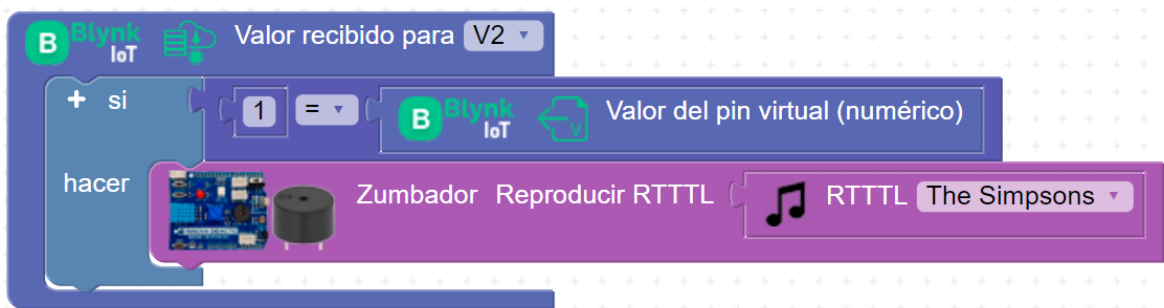 B Blynk IoT Valor recibido para V2
+ si 1 = B Blynk IoT V Valor del pin virtual (numérico)
hacer Zumbador Reproducir RTTTL RTTTL The Simpsons